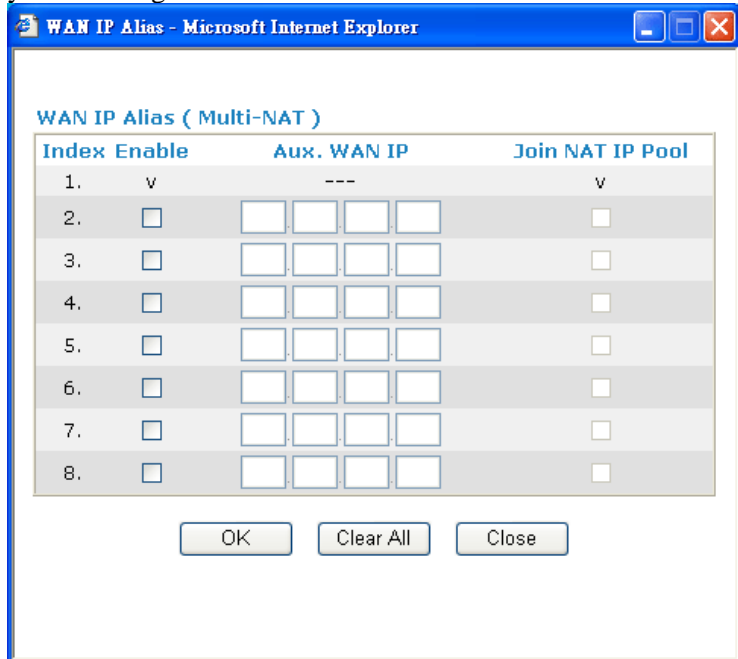 WAN IP Alias - Microsoft Internet Explorer
WAN IP Alias ( Multi-NAT )
Index Enable Aux. WAN IP Join NAT IP Pool
1. v --- v
2. . . .
3. . . .
4. . . .
5. . . .
6. . . .
7. . . .
8. . . .
OK Clear All Close